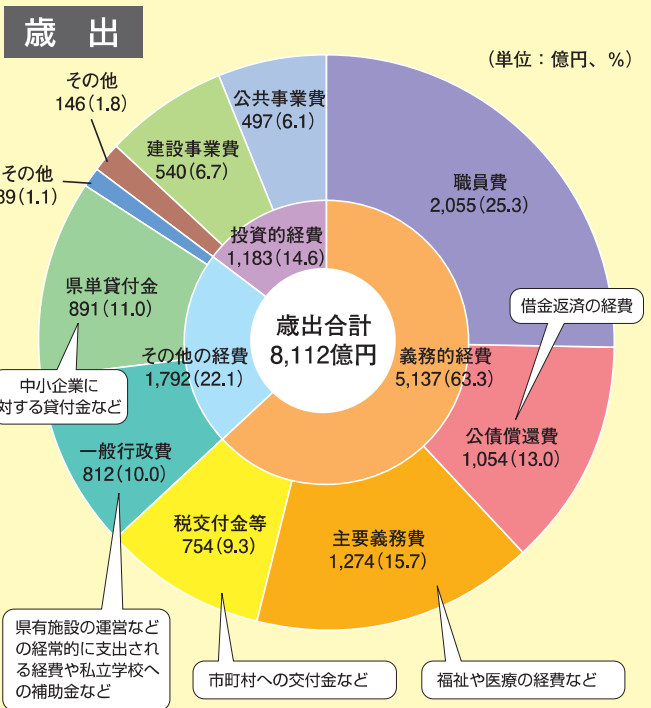 歳出
(単位：億円、%)
その他
146(1.8)
公共事業費
497(6.1)
建設事業費
540(6.7)
その他
89(1.1)
職員費
2,055(25.3)
投資的経費
1,183(14.6)
県単貸付金
891(11.0)
歳出合計
8,112億円
借金返済の経費
その他の経費
1,792(22.1)
義務的経費
5,137(63.3)
中小企業に
対する貸付金など
公債償還費
1,054(13.0)
一般行政費
812(10.0)
税交付金等
754(9.3)
主要義務費
1,274(15.7)
県有施設の運営など
の経常的に支出され
る経費や私立学校へ
の補助金など
市町村への交付金など
福祉や医療の経費など